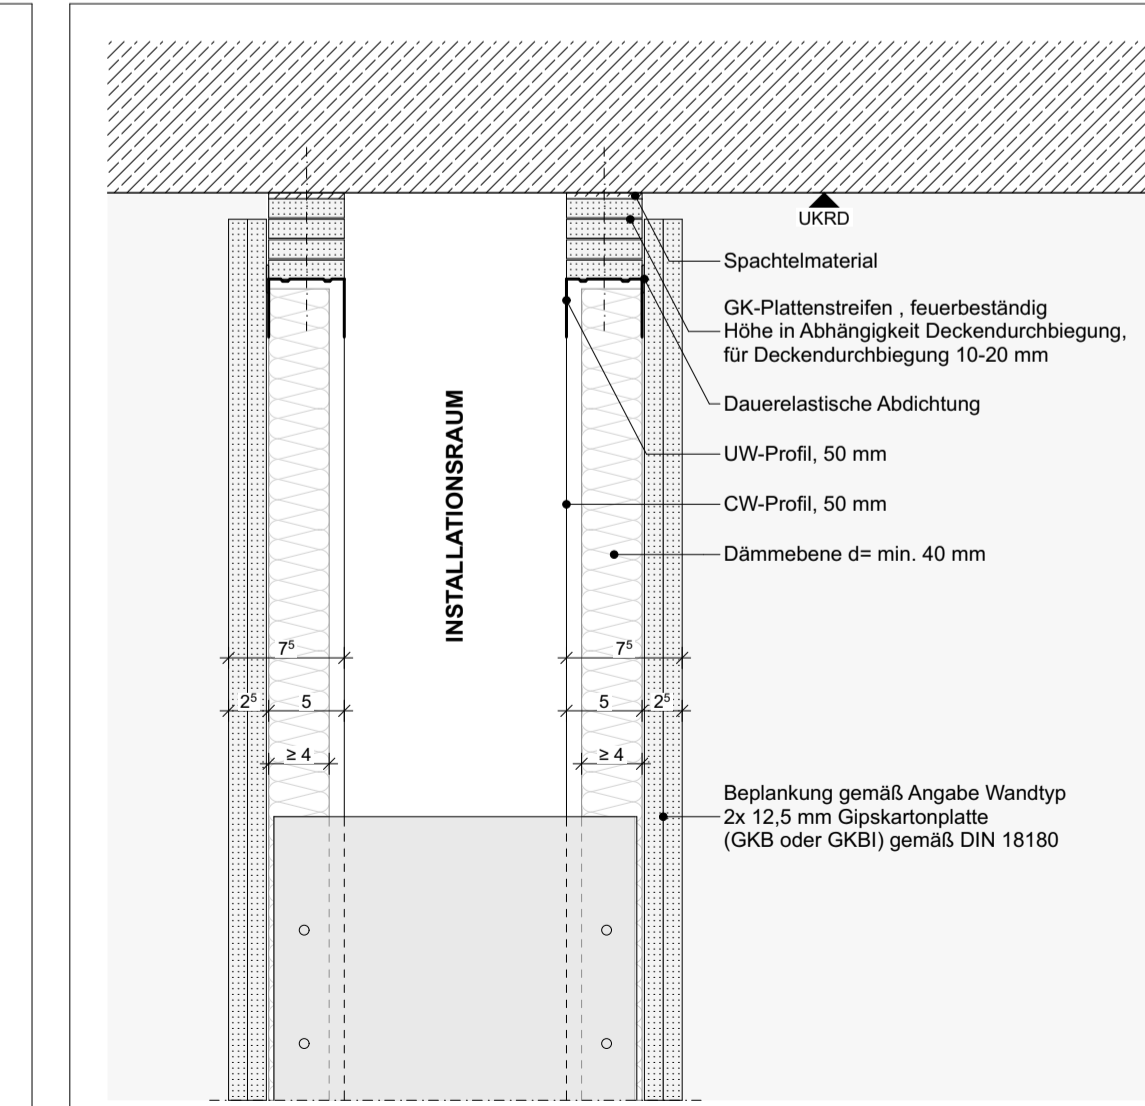 UKRD
Spachtelmaterial
GK-Plattenstreifen , feuerbeständig
Höhe in Abhängigkeit Deckendurchbiegung,
für Deckendurchbiegung 10-20 mm
Dauerelastische Abdichtung
UW-Profil, 50 mm
CW-Profil, 50 mm
Dämmebene d= min. 40 mm
INSTALLATIONSRAUM
7⁵ 7⁵
2⁵ 5 5 2⁵
≥ 4 ≥ 4
Beplankung gemäß Angabe Wandtyp
2x 12,5 mm Gipskartonplatte
(GKB oder GKBI) gemäß DIN 18180